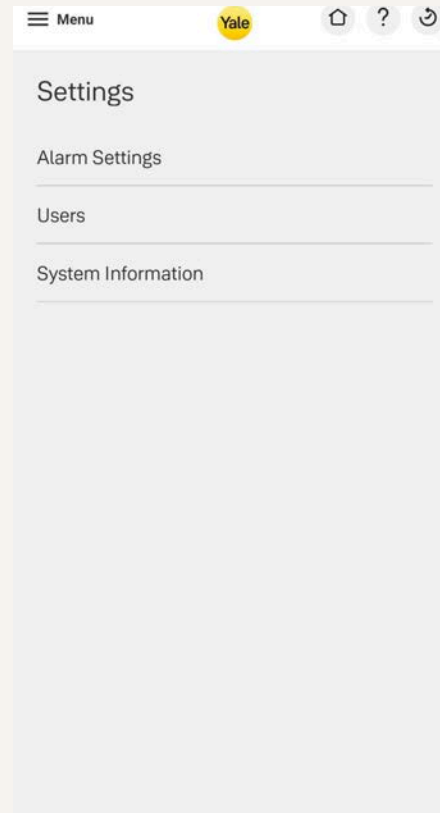 Menu
Yale
?
Settings
Alarm Settings
Users
System Information